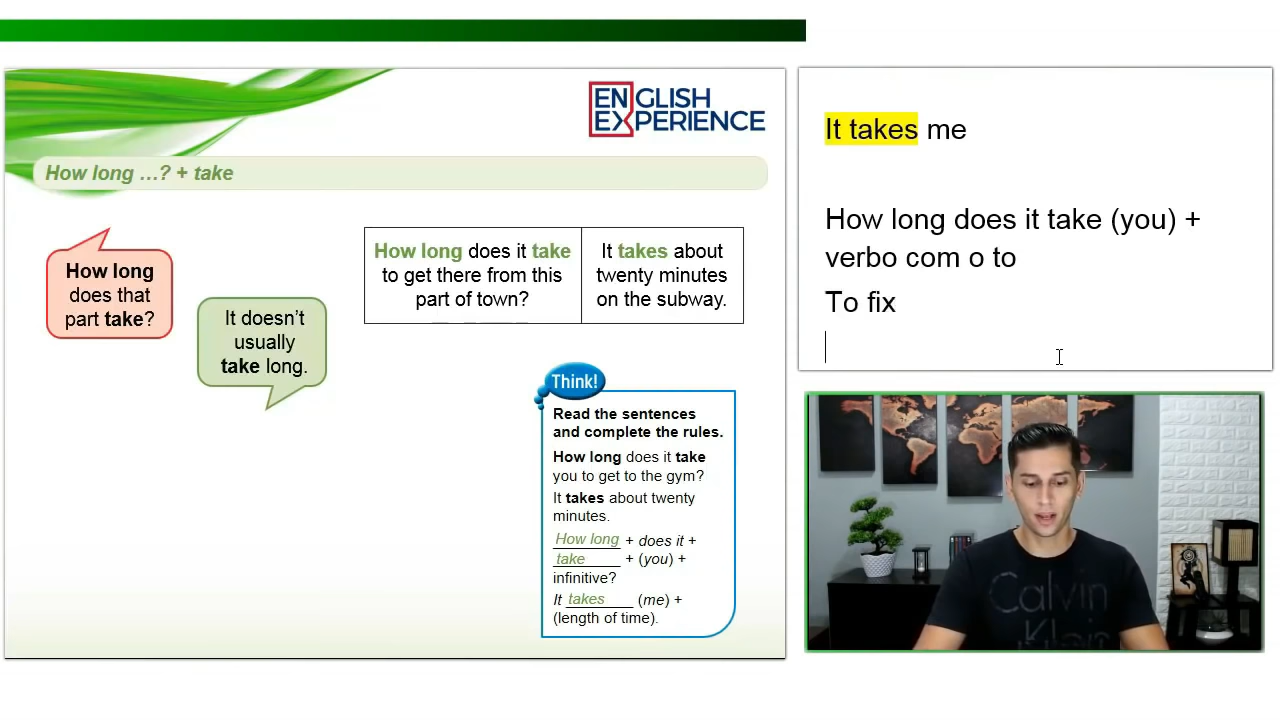 ENGLISH
EXPERIENCE
How long ...? + take
How long
does that
part take?
It doesn't
usually
take long.
How long does it take
to get there from this
part of town?
It takes about
twenty minutes
on the subway.
Think!
Read the sentences
and complete the rules.
How long does it take
you to get to the gym?
It takes about twenty
minutes.
How long + does it +
take + (you) +
infinitive?
It takes (me) +
(length of time).
It takes me
How long does it take (you) +
verbo com o to
To fix
Calvin
Klein